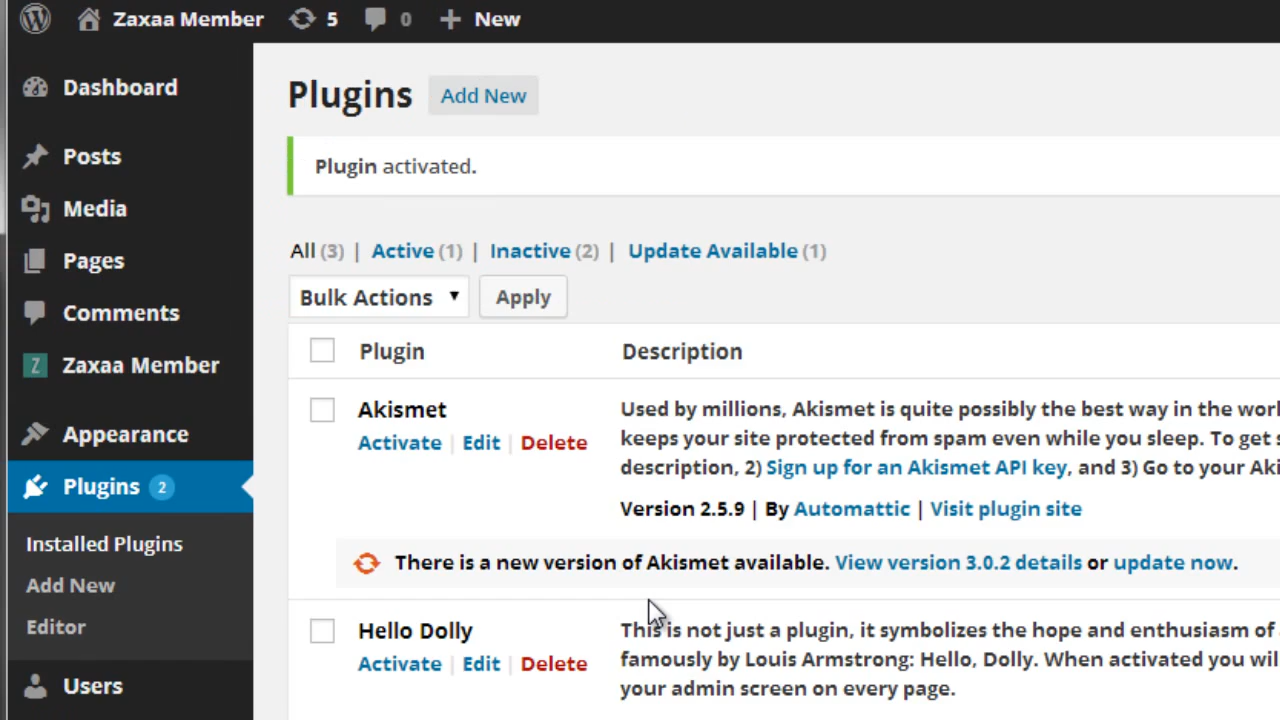 Zaxaa Member 5 0 New
Dashboard
Posts
Media
Pages
Comments
Z Zaxaa Member
Appearance
Plugins 2
Installed Plugins
Add New
Editor
Users
Plugins Add New
Plugin activated.
All (3) | Active (1) | Inactive (2) | Update Available (1)
Bulk Actions Apply
Plugin Description
Akismet
Activate | Edit | Delete
Used by millions, Akismet is quite possibly the best way in the
keeps your site protected from spam even while you sleep. To get
description, 2) Sign up for an Akismet API key, and 3) Go to your
Version 2.5.9 | By Automattic | Visit plugin site
There is a new version of Akismet available. View version 3.0.2 details or update now.
Hello Dolly
Activate | Edit | Delete
This is not just a plugin, it symbolizes the hope and enthusiasm of
famously by Louis Armstrong: Hello, Dolly. When activated you will
your admin screen on every page.